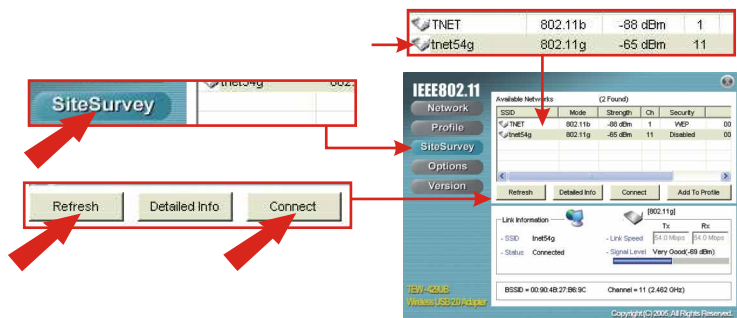 TNET 802.11b -88 dBm 1
tnet54g 802.11g -65 dBm 11
tnet54g 802.
SiteSurvey
Refresh Detailed Info Connect
IEEE802.11
Network
Profile
SiteSurvey
Options
Version
TEW-429UB
Wireless USB 2.0 Adapter
Available Networks (2 Found)
SSID Mode Strength Ch Security
TNET 802.11b -88 dBm 1 WEP 00
tnet54g 802.11g -65 dBm 11 Disabled 00
Refresh Detailed Info Connect Add To Profile
Link Information [802.11g]
Tx Rx
- SSID tnet54g - Link Speed 54.0 Mbps 54.0 Mbps
- Status Connected - Signal Level Very Good(-69 dBm)
BSSID = 00:90:4B:27:B6:9C Channel = 11 (2.462 GHz)
Copyright (C) 2005, All Rights Reserved.